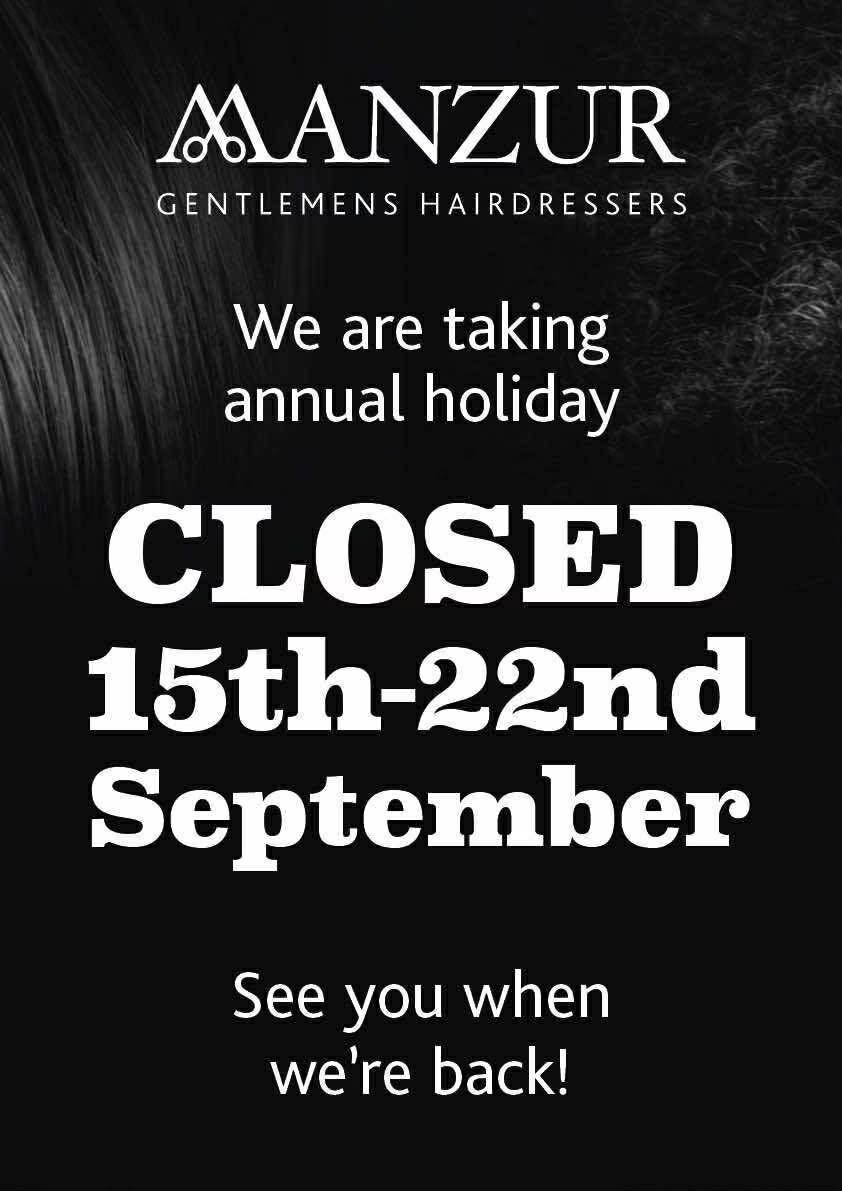 MANZUR
GENTLEMENS HAIRDRESSERS
We are taking
annual holiday
CLOSED
15th-22nd
September
See you when
we're back!